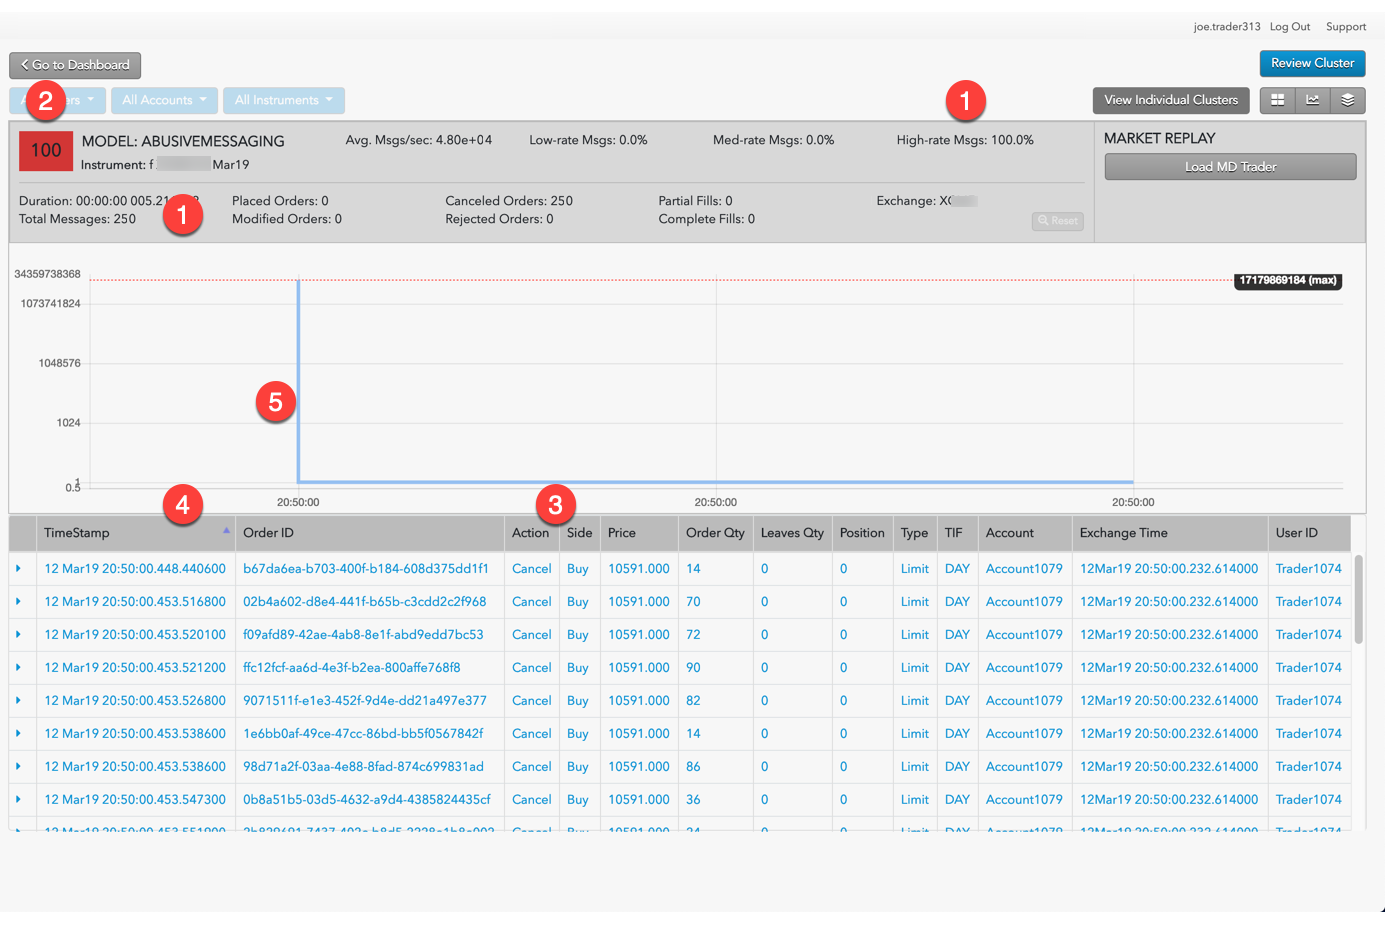 joe.trader313 Log Out Support
Go to Dashboard
Review Cluster
2 All Accounts All Instruments
1
View Individual Clusters
100
MODEL: ABUSIVEMESSAGING
Avg. Msgs/sec: 4.80e+04
Low-rate Msgs: 0.0%
Med-rate Msgs: 0.0%
High-rate Msgs: 100.0%
Instrument: f Mar19
MARKET REPLAY
Load MD Trader
Duration: 00:00:00 005.21
Placed Orders: 0
Canceled Orders: 250
Partial Fills: 0
Exchange:
Total Messages: 250
1
Modified Orders: 0
Rejected Orders: 0
Complete Fills: 0
Reset
34359738368
17179869184 (max)
1073741824
1048576
5
1024
1
0.5
20:50:00 20:50:00 20:50:00
4
3
TimeStamp Order ID Action Side Price Order Qty Leaves Qty Position Type TIF Account Exchange Time User ID
12 Mar19 20:50:00.448.440600 b67da6ea-b703-400f-b184-608d375dd1f1 Cancel Buy 10591.000 14 0 0 Limit DAY Account1079 12Mar19 20:50:00.232.614000 Trader1074
12 Mar19 20:50:00.453.516800 02b4a602-d8e4-441f-b65b-c3cdd2c2f968 Cancel Buy 10591.000 70 0 0 Limit DAY Account1079 12Mar19 20:50:00.232.614000 Trader1074
12 Mar19 20:50:00.453.520100 f09afd89-42ae-4ab8-8e1f-abd9edd7bc53 Cancel Buy 10591.000 72 0 0 Limit DAY Account1079 12Mar19 20:50:00.232.614000 Trader1074
12 Mar19 20:50:00.453.521200 ffc12fcf-aa6d-4e3f-b2ea-800affe768f8 Cancel Buy 10591.000 90 0 0 Limit DAY Account1079 12Mar19 20:50:00.232.614000 Trader1074
12 Mar19 20:50:00.453.526800 9071511f-e1e3-452f-9d4e-dd21a497e377 Cancel Buy 10591.000 82 0 0 Limit DAY Account1079 12Mar19 20:50:00.232.614000 Trader1074
12 Mar19 20:50:00.453.538600 1e6bb0af-49ce-47cc-86bd-bb5f0567842f Cancel Buy 10591.000 14 0 0 Limit DAY Account1079 12Mar19 20:50:00.232.614000 Trader1074
12 Mar19 20:50:00.453.538600 98d71a2f-03aa-4e88-8fad-874c699831ad Cancel Buy 10591.000 86 0 0 Limit DAY Account1079 12Mar19 20:50:00.232.614000 Trader1074
12 Mar19 20:50:00.453.547300 0b8a51b5-03d5-4632-a9d4-4385824435cf Cancel Buy 10591.000 36 0 0 Limit DAY Account1079 12Mar19 20:50:00.232.614000 Trader1074